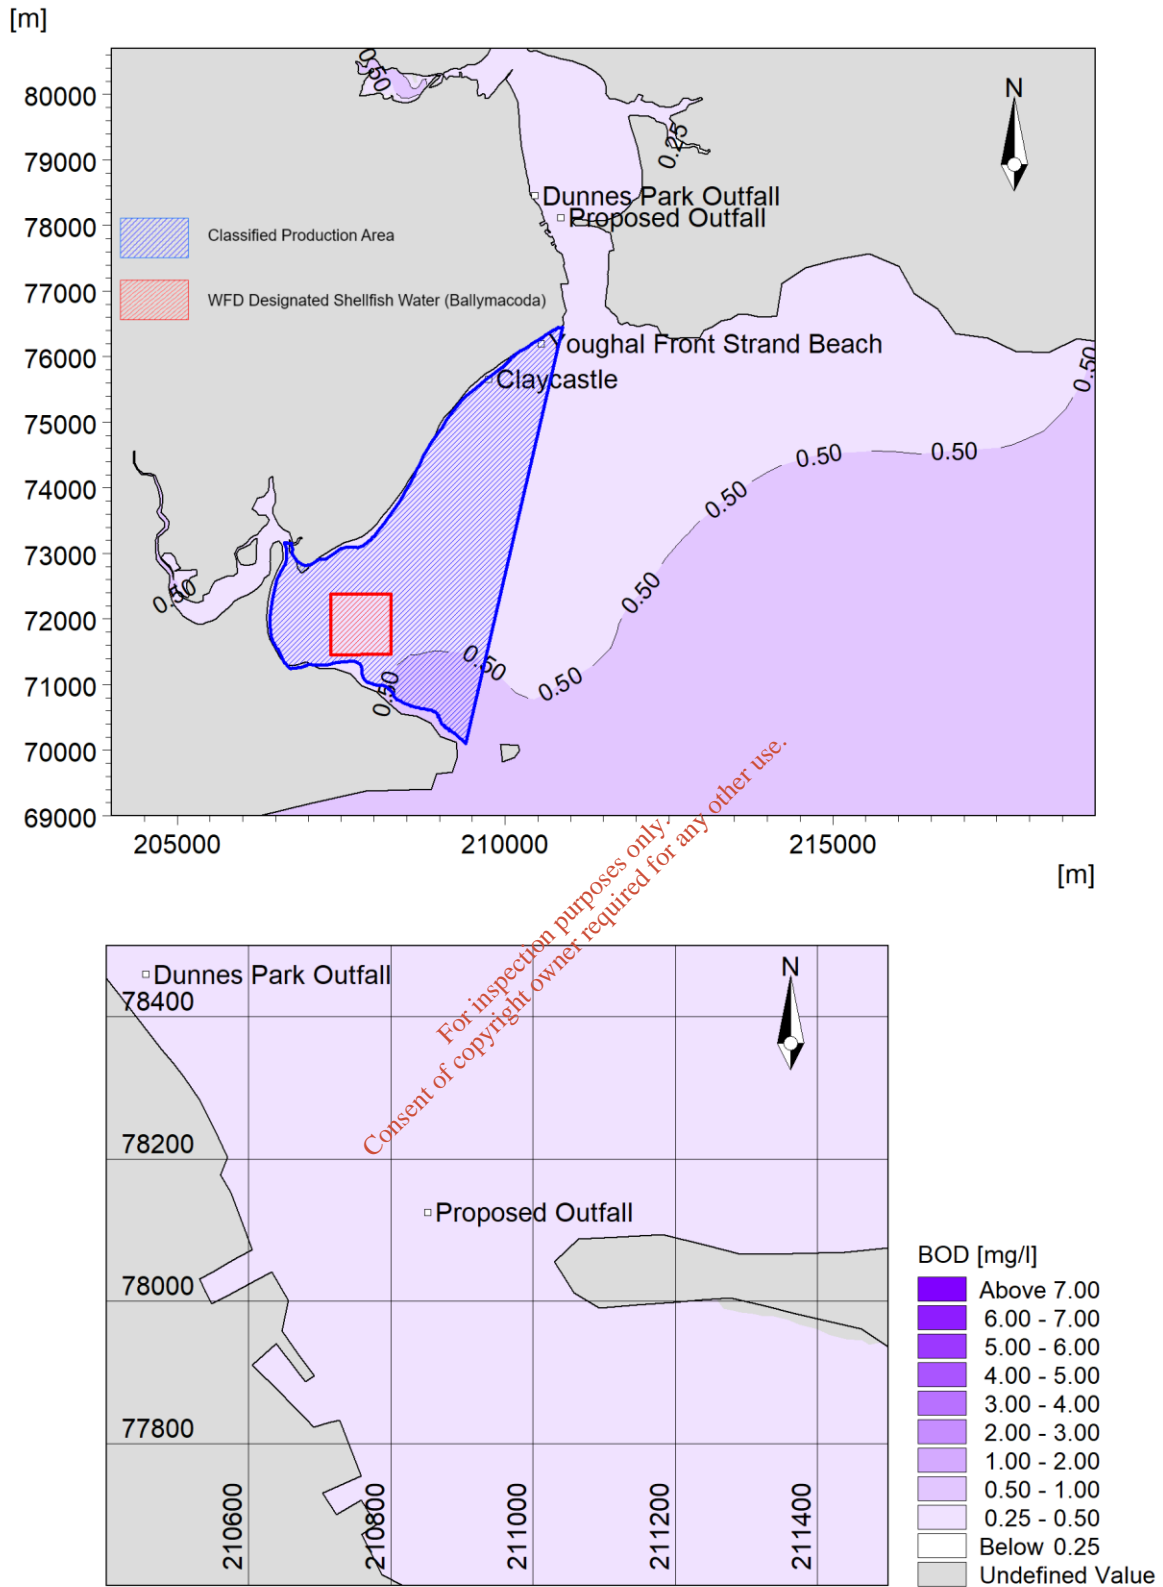 [m]
80000
79000
78000
77000
76000
75000
74000
73000
72000
71000
70000
69000
205000
210000
215000
[m]
N
0.50
0.25
Dunnes Park Outfall
Proposed Outfall
Classified Production Area
WFD Designated Shellfish Water (Ballymacoda)
Youghal Front Strand Beach
Claycastle
0.50
0.50
0.50
0.50
0.50
0.50
0.50
0.50
0.50
For inspection purposes only.
Consent of copyright owner required for any other use.
N
Dunnes Park Outfall
78400
78200
Proposed Outfall
78000
77800
210600
210800
211000
211200
211400
BOD [mg/l]
Above 7.00
6.00 - 7.00
5.00 - 6.00
4.00 - 5.00
3.00 - 4.00
2.00 - 3.00
1.00 - 2.00
0.50 - 1.00
0.25 - 0.50
Below 0.25
Undefined Value